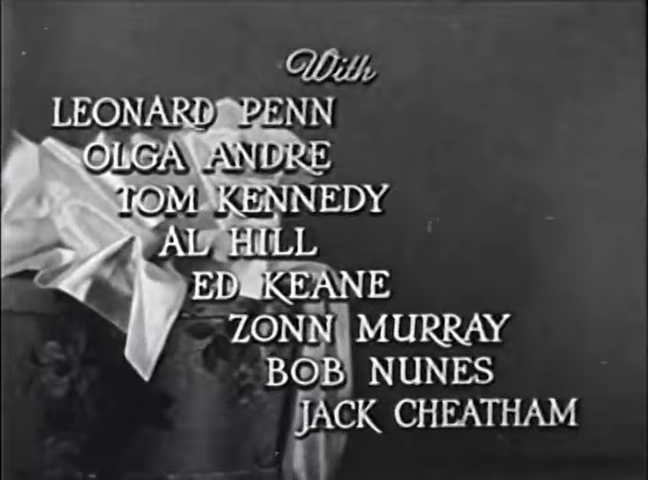 With
LEONARD PENN
OLGA ANDRE
TOM KENNEDY
AL HILL
ED KEANE
ZONN MURRAY
BOB NUNES
JACK CHEATHAM